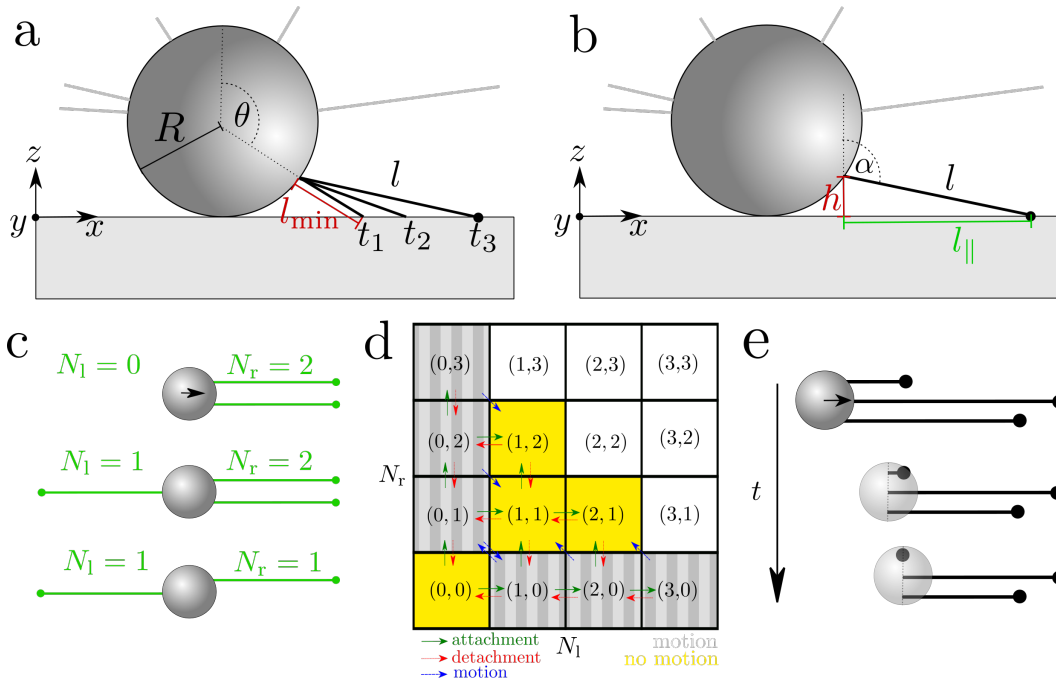 a
θ
R
l
z
l_min
y
x
t_1
t_2
t_3
b
α
z
h
l
y
x
l_∥
c
N_l = 0
N_r = 2
N_l = 1
N_r = 2
N_l = 1
N_r = 1
d
(0, 3) (1, 3) (2, 3) (3, 3)
(0, 2) (1, 2) (2, 2) (3, 2)
N_r
(0, 1) (1, 1) (2, 1) (3, 1)
(0, 0) (1, 0) (2, 0) (3, 0)
N_l
attachment
detachment
motion
motion
no motion
e
t